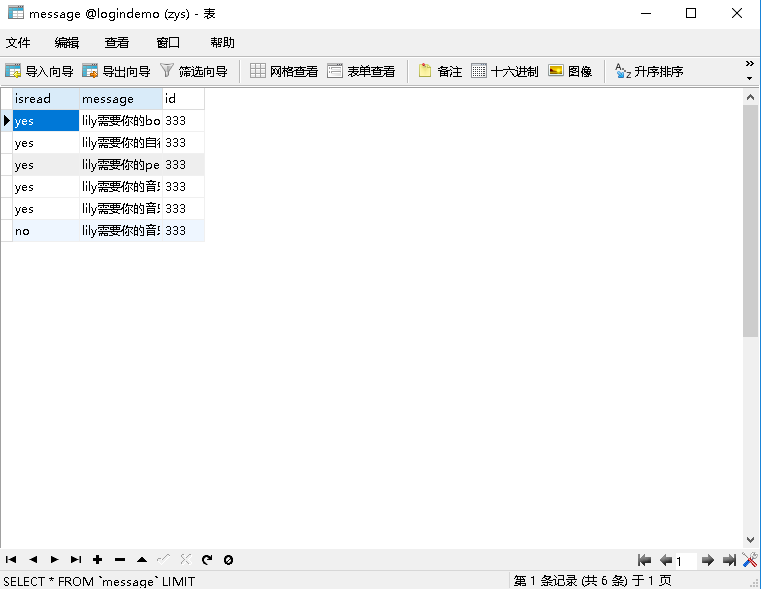 message @logindemo (zys) - 表
文件 编辑 查看 窗口 帮助
导入向导 导出向导 筛选向导 网格查看 表单查看 备注 十六进制 图像 升序排序
isread message id
yes lily需要你的bo 333
yes lily需要你的自行 333
yes lily需要你的pe 333
yes lily需要你的音乐 333
yes lily需要你的音乐 333
no lily需要你的音乐 333
1
SELECT * FROM `message` LIMIT 第 1 条记录 (共 6 条) 于 1 页